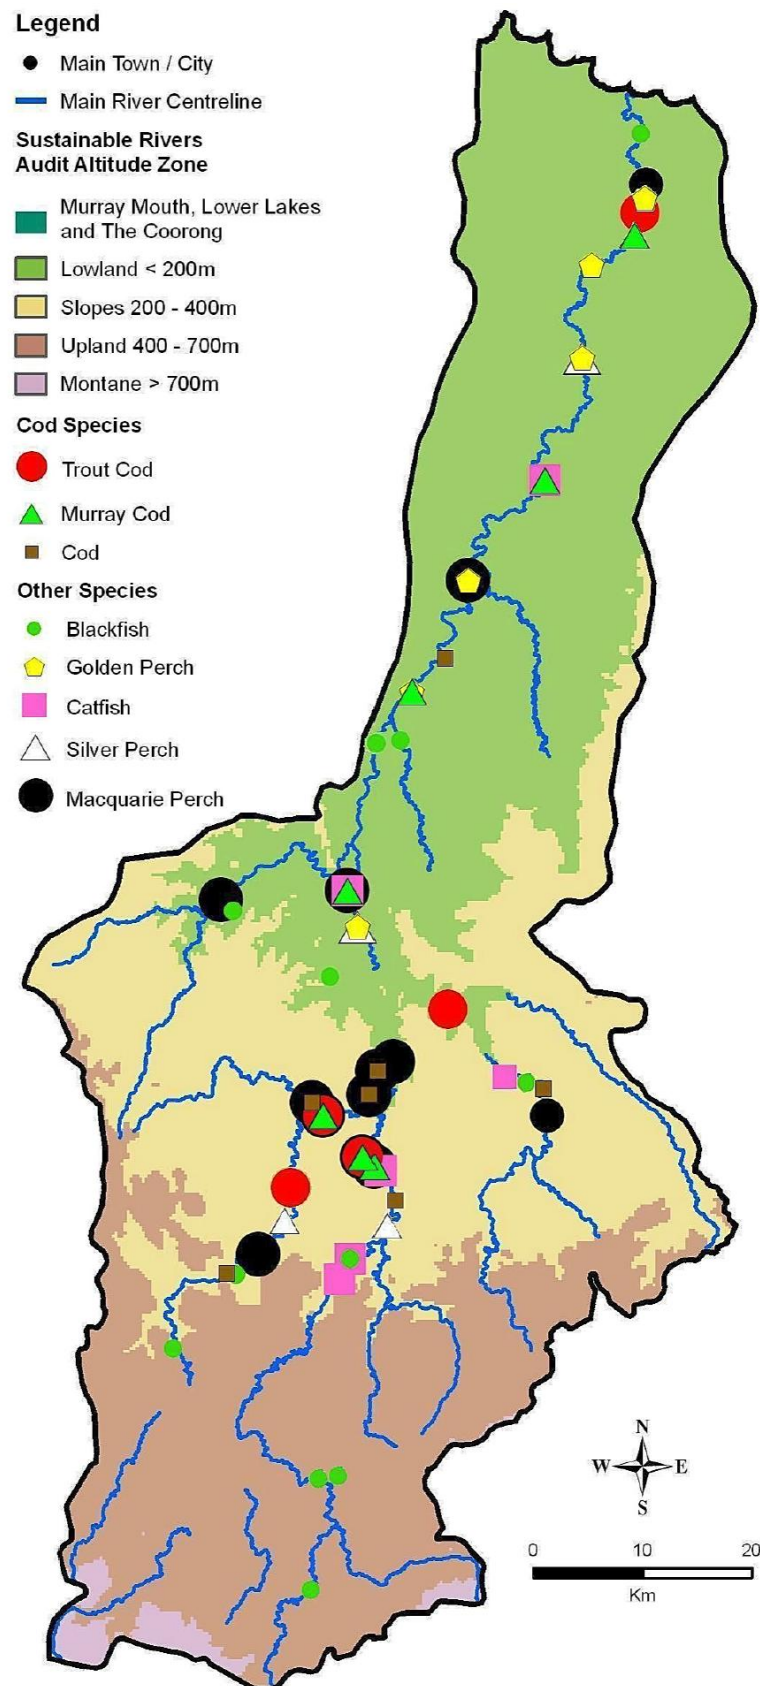 Legend
Main Town / City
Main River Centreline
Sustainable Rivers
Audit Altitude Zone
Murray Mouth, Lower Lakes
and The Coorong
Lowland < 200m
Slopes 200 - 400m
Upland 400 - 700m
Montane > 700m
Cod Species
Trout Cod
Murray Cod
Cod
Other Species
Blackfish
Golden Perch
Catfish
Silver Perch
Macquarie Perch
N
W E
S
0 10 20
Km